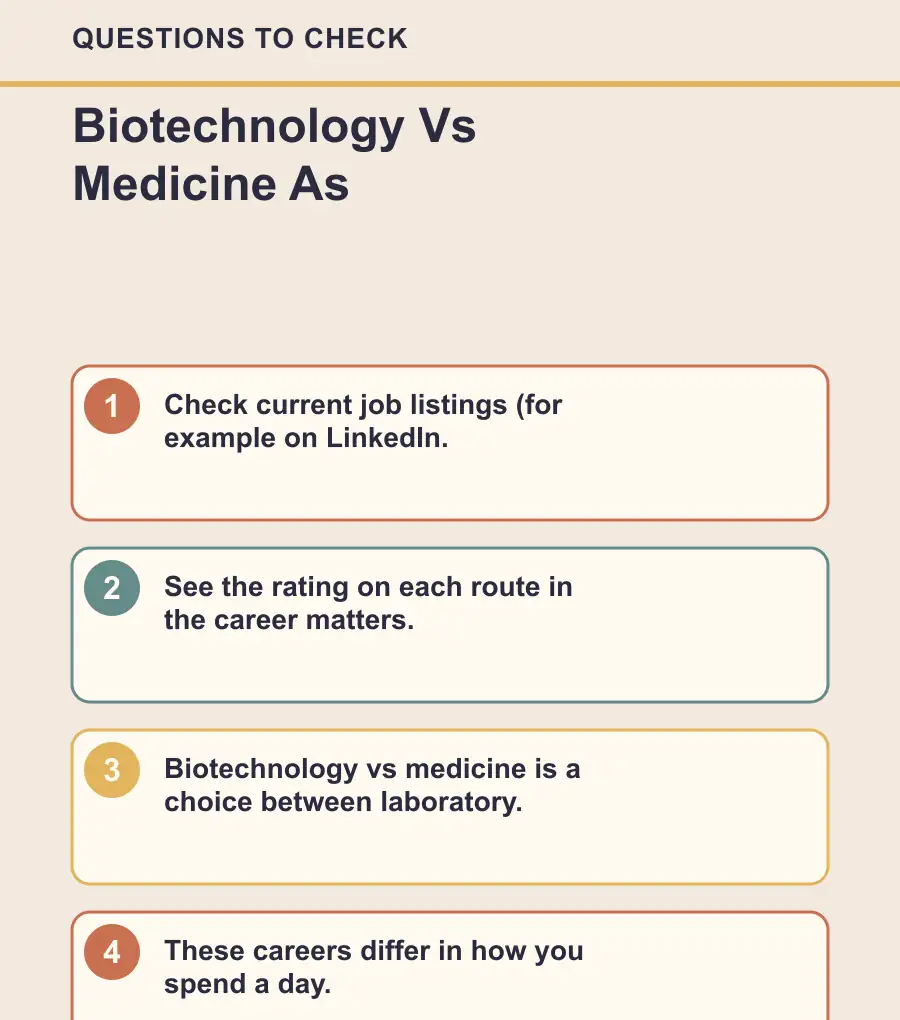 QUESTIONS TO CHECK
Biotechnology Vs
Medicine As
1
Check current job listings (for
example on LinkedIn.
2
See the rating on each route in
the career matters.
3
Biotechnology vs medicine is a
choice between laboratory.
4
These careers differ in how you
spend a day.